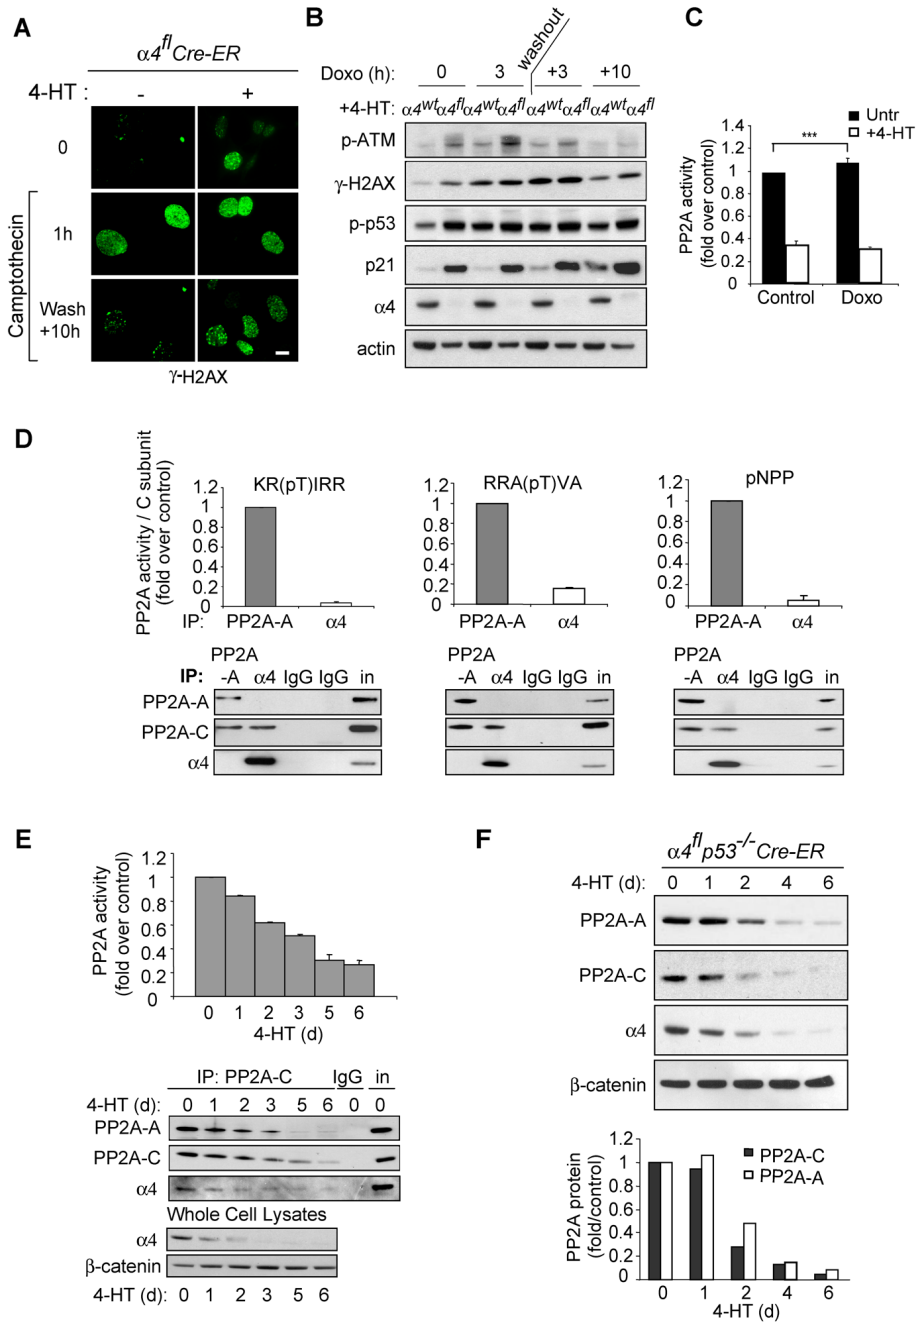 A
α4fl Cre-ER
4-HT : - +
0
Camptothecin
1h
Wash
+10h
γ-H2AX
B
washout
Doxo (h): 0 3 +3 +10
+4-HT: α4wt α4fl α4wt α4fl α4wt α4fl α4wt α4fl
p-ATM
γ-H2AX
p-p53
p21
α4
actin
C
Untr
+4-HT
PP2A activity
(fold over control)
1.4
1.2
1
0.8
0.6
0.4
0.2
0
***
Control Doxo
D
PP2A activity / C subunit
(fold over control)
KR(pT)IRR
1.2
1
0.8
0.6
0.4
0.2
0
IP: PP2A-A α4
RRA(pT)VA
1.2
1
0.8
0.6
0.4
0.2
0
PP2A-A α4
pNPP
1.2
1
0.8
0.6
0.4
0.2
0
PP2A-A α4
PP2A
IP: -A α4 IgG IgG in
PP2A-A
PP2A-C
α4
PP2A
-A α4 IgG IgG in
PP2A
-A α4 IgG IgG in
E
PP2A activity
(fold over control)
1.2
1
0.8
0.6
0.4
0.2
0
0 1 2 3 5 6
4-HT (d)
IP: PP2A-C IgG in
4-HT (d): 0 1 2 3 5 6 0 0
PP2A-A
PP2A-C
α4
Whole Cell Lysates
α4
β-catenin
4-HT (d): 0 1 2 3 5 6
F
α4fl p53-/- Cre-ER
4-HT (d): 0 1 2 4 6
PP2A-A
PP2A-C
α4
β-catenin
PP2A protein
(fold/control)
1.2
1
0.8
0.6
0.4
0.2
0
PP2A-C
PP2A-A
0 1 2 4 6
4-HT (d)